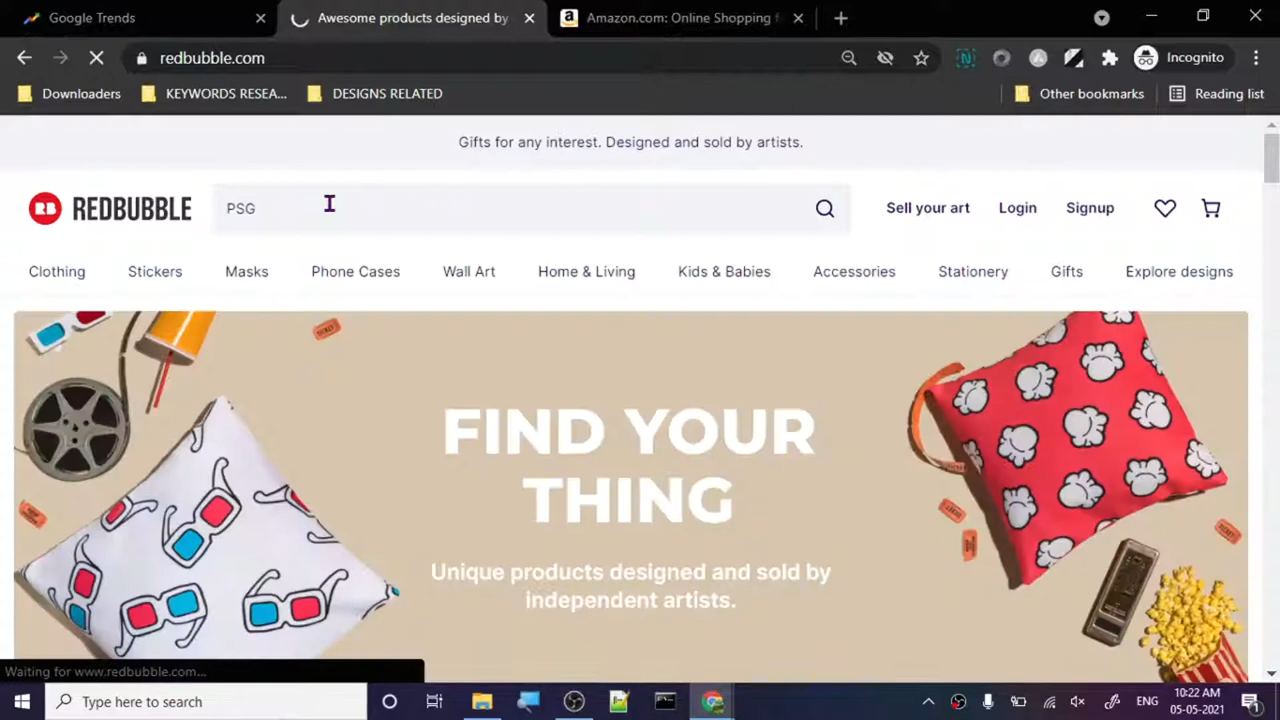 Google Trends
Awesome products designed by
Amazon.com: Online Shopping f
redbubble.com
Incognito
Downloaders
KEYWORDS RESEA...
DESIGNS RELATED
Other bookmarks
Reading list
Gifts for any interest. Designed and sold by artists.
RB REDBUBBLE
PSG
Sell your art
Login
Signup
Clothing
Stickers
Masks
Phone Cases
Wall Art
Home & Living
Kids & Babies
Accessories
Stationery
Gifts
Explore designs
FIND YOUR
THING
Unique products designed and sold by
independent artists.
Waiting for www.redbubble.com...
Type here to search
ENG
10:22 AM
05-05-2021
1